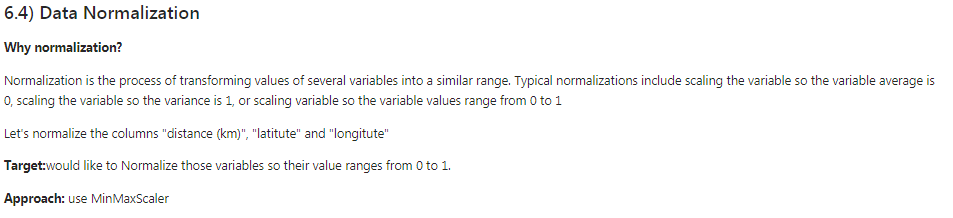 6.4) Data Normalization
Why normalization?
Normalization is the process of transforming values of several variables into a similar range. Typical normalizations include scaling the variable so the variable average is
0, scaling the variable so the variance is 1, or scaling variable so the variable values range from 0 to 1
Let's normalize the columns "distance (km)", "latitute" and "longitute"
Target:would like to Normalize those variables so their value ranges from 0 to 1.
Approach: use MinMaxScaler